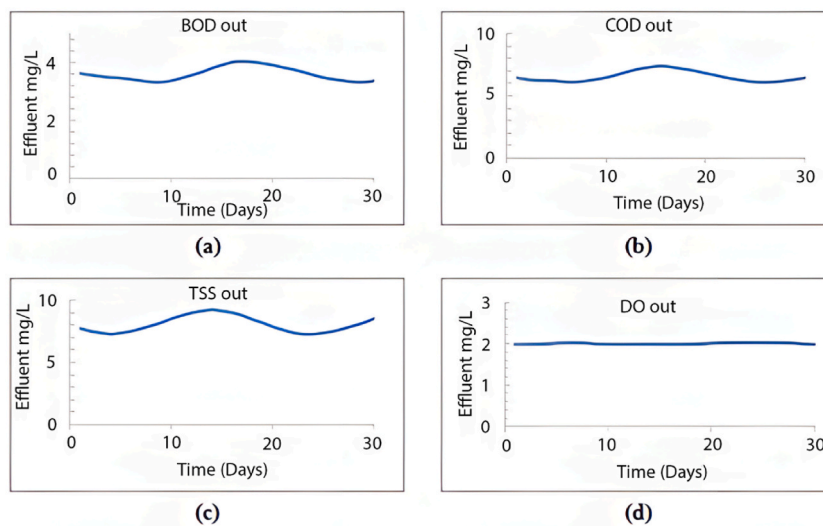 BOD out
Effluent mg/L
4
2
0
0 10 20 30
Time (Days)
(a)
COD out
Effluent mg/L
10
5
0
0 10 20 30
Time (Days)
(b)
TSS out
Effluent mg/L
10
5
0
0 10 20 30
Time (Days)
(c)
DO out
Effluent mg/L
3
2
1
0
0 10 20 30
Time (Days)
(d)